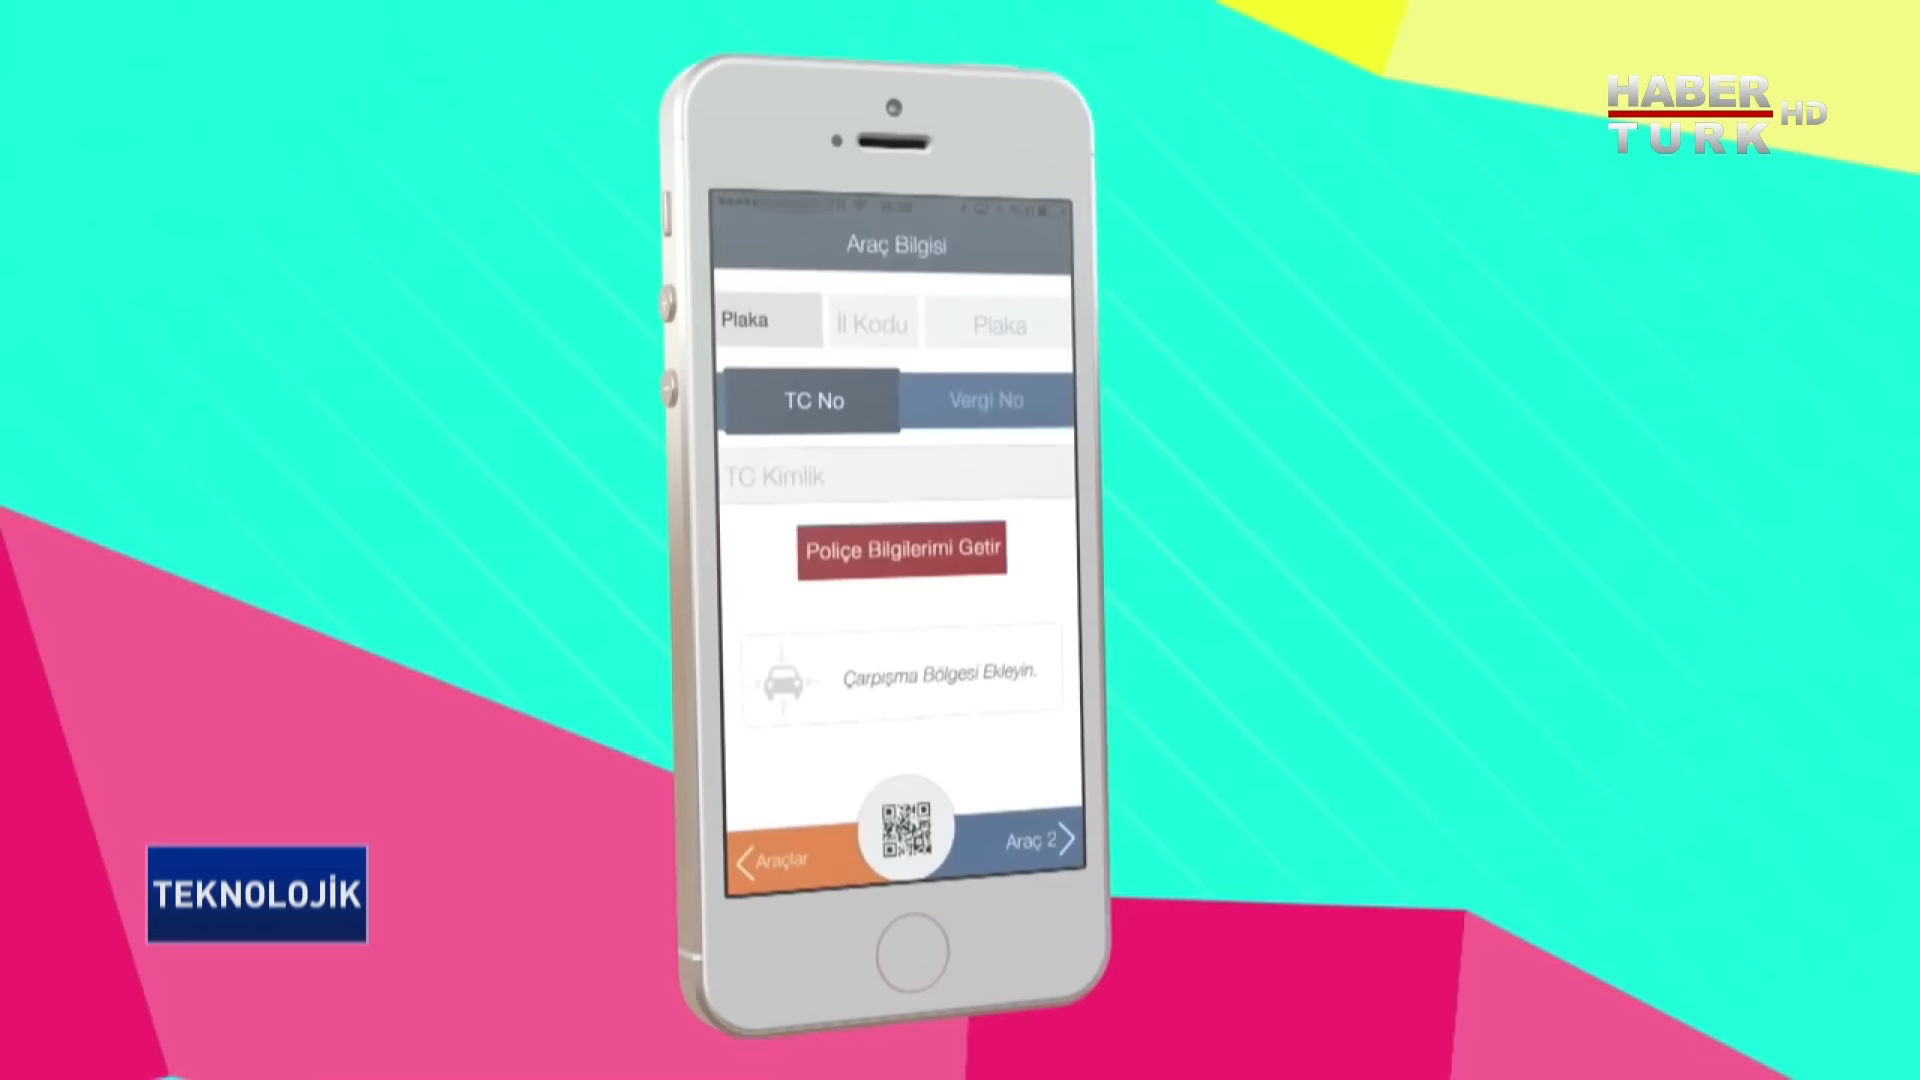 HABER
TURK HD
Araç Bilgisi
Plaka İl Kodu Plaka
TC No Vergi No
TC Kimlik
Poliçe Bilgilerimi Getir
Çarpışma Bölgesi Ekleyin.
Araçlar Araç 2
TEKNOLOJİK